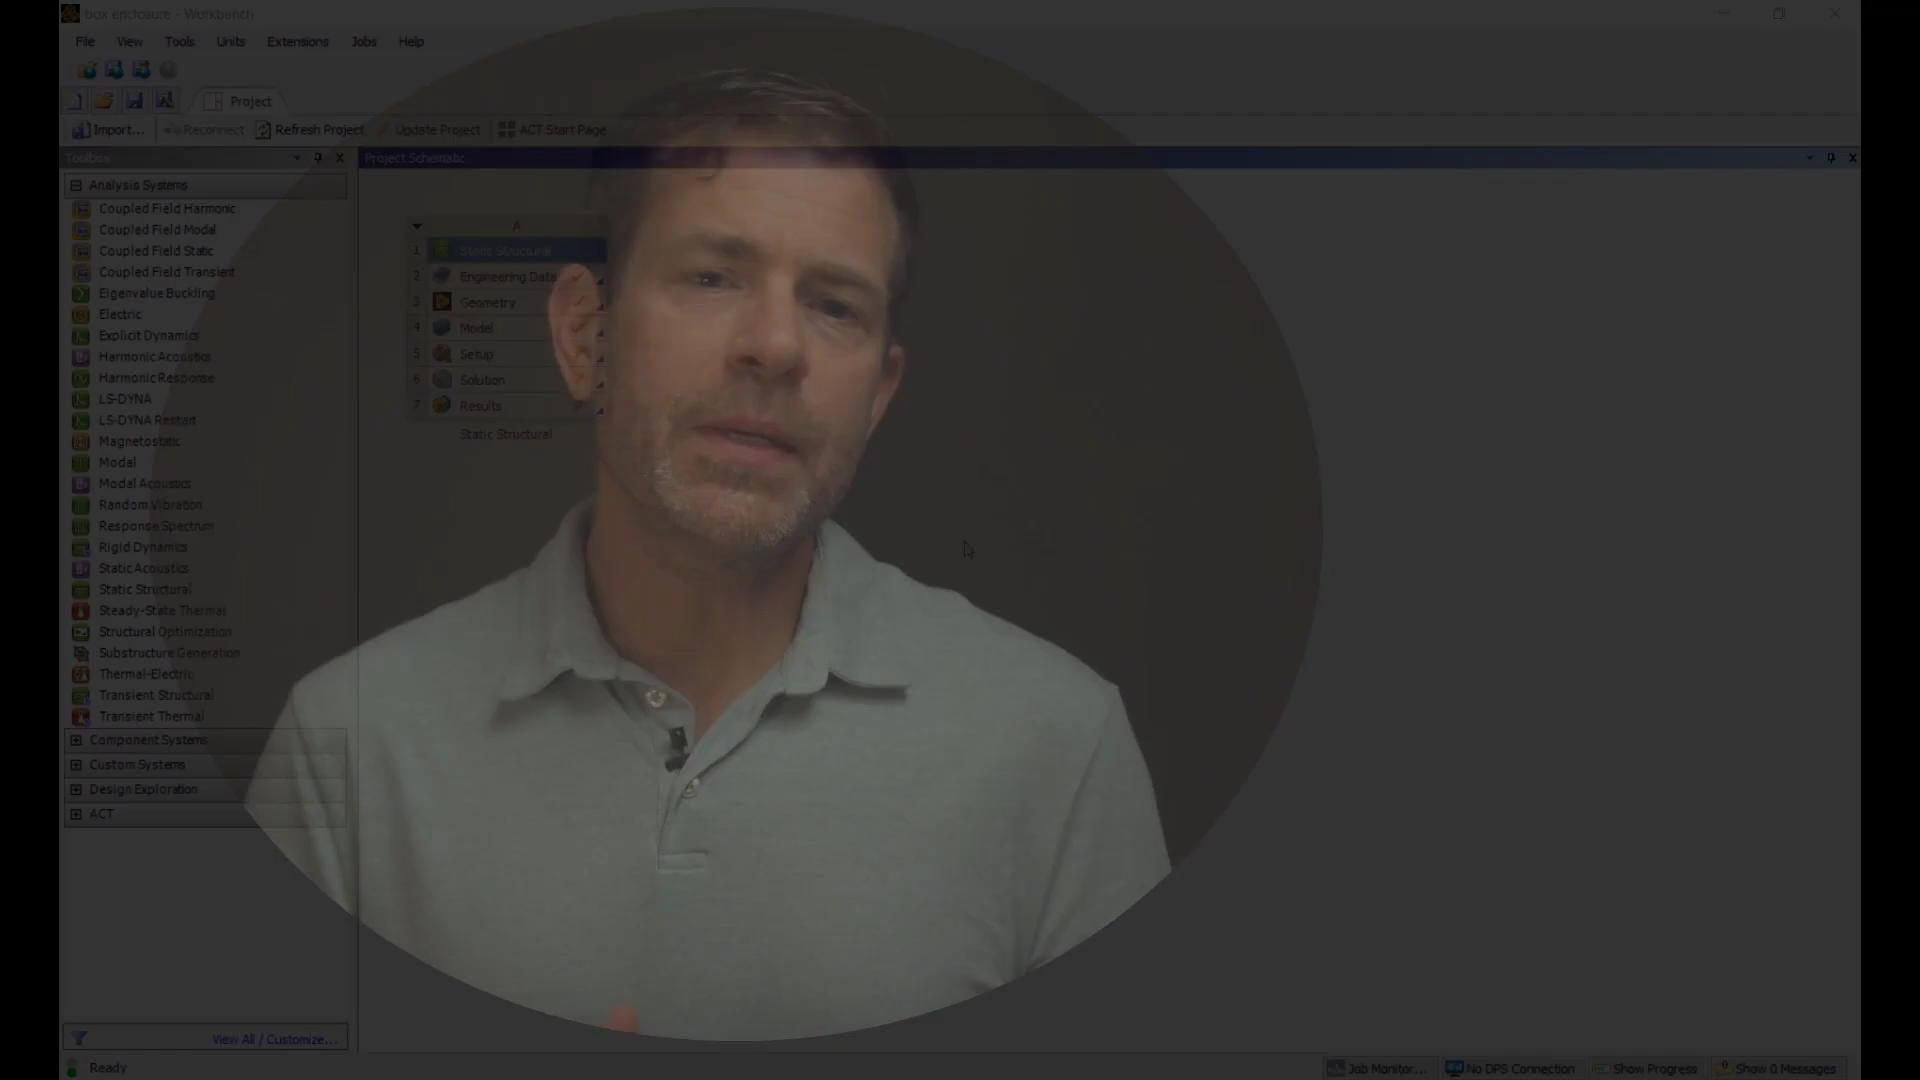 box enclosure - Workbench
File View Tools Units Extensions Jobs Help
Project
Import... Reconnect Refresh Project Update Project ACT Start Page
Toolbox
Project Schematic
Analysis Systems
Coupled Field Harmonic
Coupled Field Modal
Coupled Field Static
Coupled Field Transient
Eigenvalue Buckling
Electric
Explicit Dynamics
Harmonic Acoustics
Harmonic Response
LS-DYNA
LS-DYNA Restart
Magnetostatic
Modal
Modal Acoustics
Random Vibration
Response Spectrum
Rigid Dynamics
Static Acoustics
Static Structural
Steady-State Thermal
Structural Optimization
Substructure Generation
Thermal-Electric
Transient Structural
Transient Thermal
Component Systems
Custom Systems
Design Exploration
ACT
View All / Customize...
A
1 Static Structural
2 Engineering Data
3 Geometry
4 Model
5 Setup
6 Solution
7 Results
Static Structural
Ready
Job Monitor... No DPS Connection Show Progress Show 0 Messages